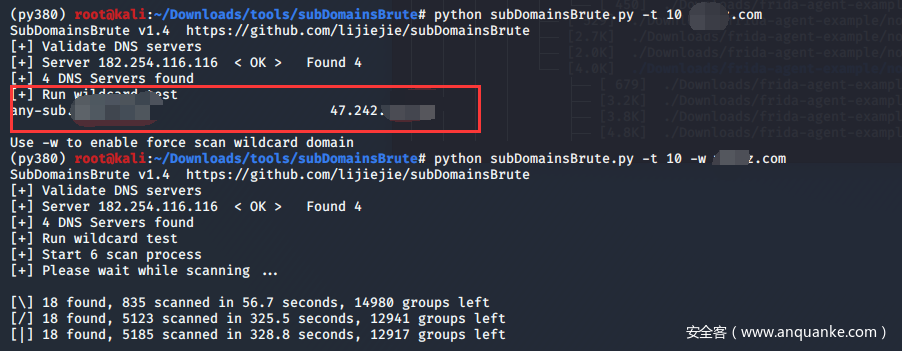 (py380) root@kali:~/Downloads/tools/subDomainsBrute# python subDomainsBrute.py -t 10 .com
SubDomainsBrute v1.4 https://github.com/lijiejie/subDomainsBrute
[+] Validate DNS servers
[+] Server 182.254.116.116 < OK > Found 4
[+] 4 DNS Servers found
[+] Run wildcard test
any-sub. 47.242.
Use -w to enable force scan wildcard domain
(py380) root@kali:~/Downloads/tools/subDomainsBrute# python subDomainsBrute.py -t 10 -w z.com
SubDomainsBrute v1.4 https://github.com/lijiejie/subDomainsBrute
[+] Validate DNS servers
[+] Server 182.254.116.116 < OK > Found 4
[+] 4 DNS Servers found
[+] Run wildcard test
[+] Start 6 scan process
[+] Please wait while scanning ...
[\] 18 found, 835 scanned in 56.7 seconds, 14980 groups left
[/] 18 found, 5123 scanned in 325.5 seconds, 12941 groups left
[|] 18 found, 5185 scanned in 328.8 seconds, 12917 groups left
安全客（www.anquanke.com）